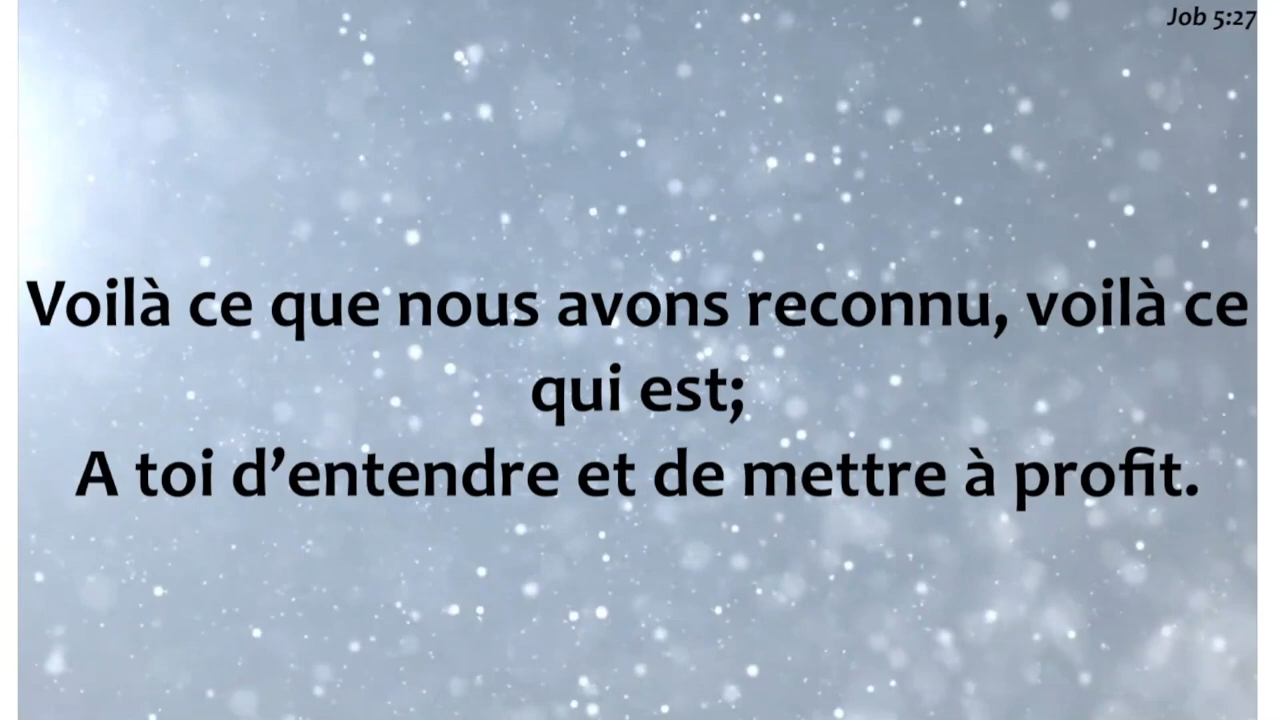 Job 5:27
Voilà ce que nous avons reconnu, voilà ce
qui est;
A toi d’entendre et de mettre à profit.